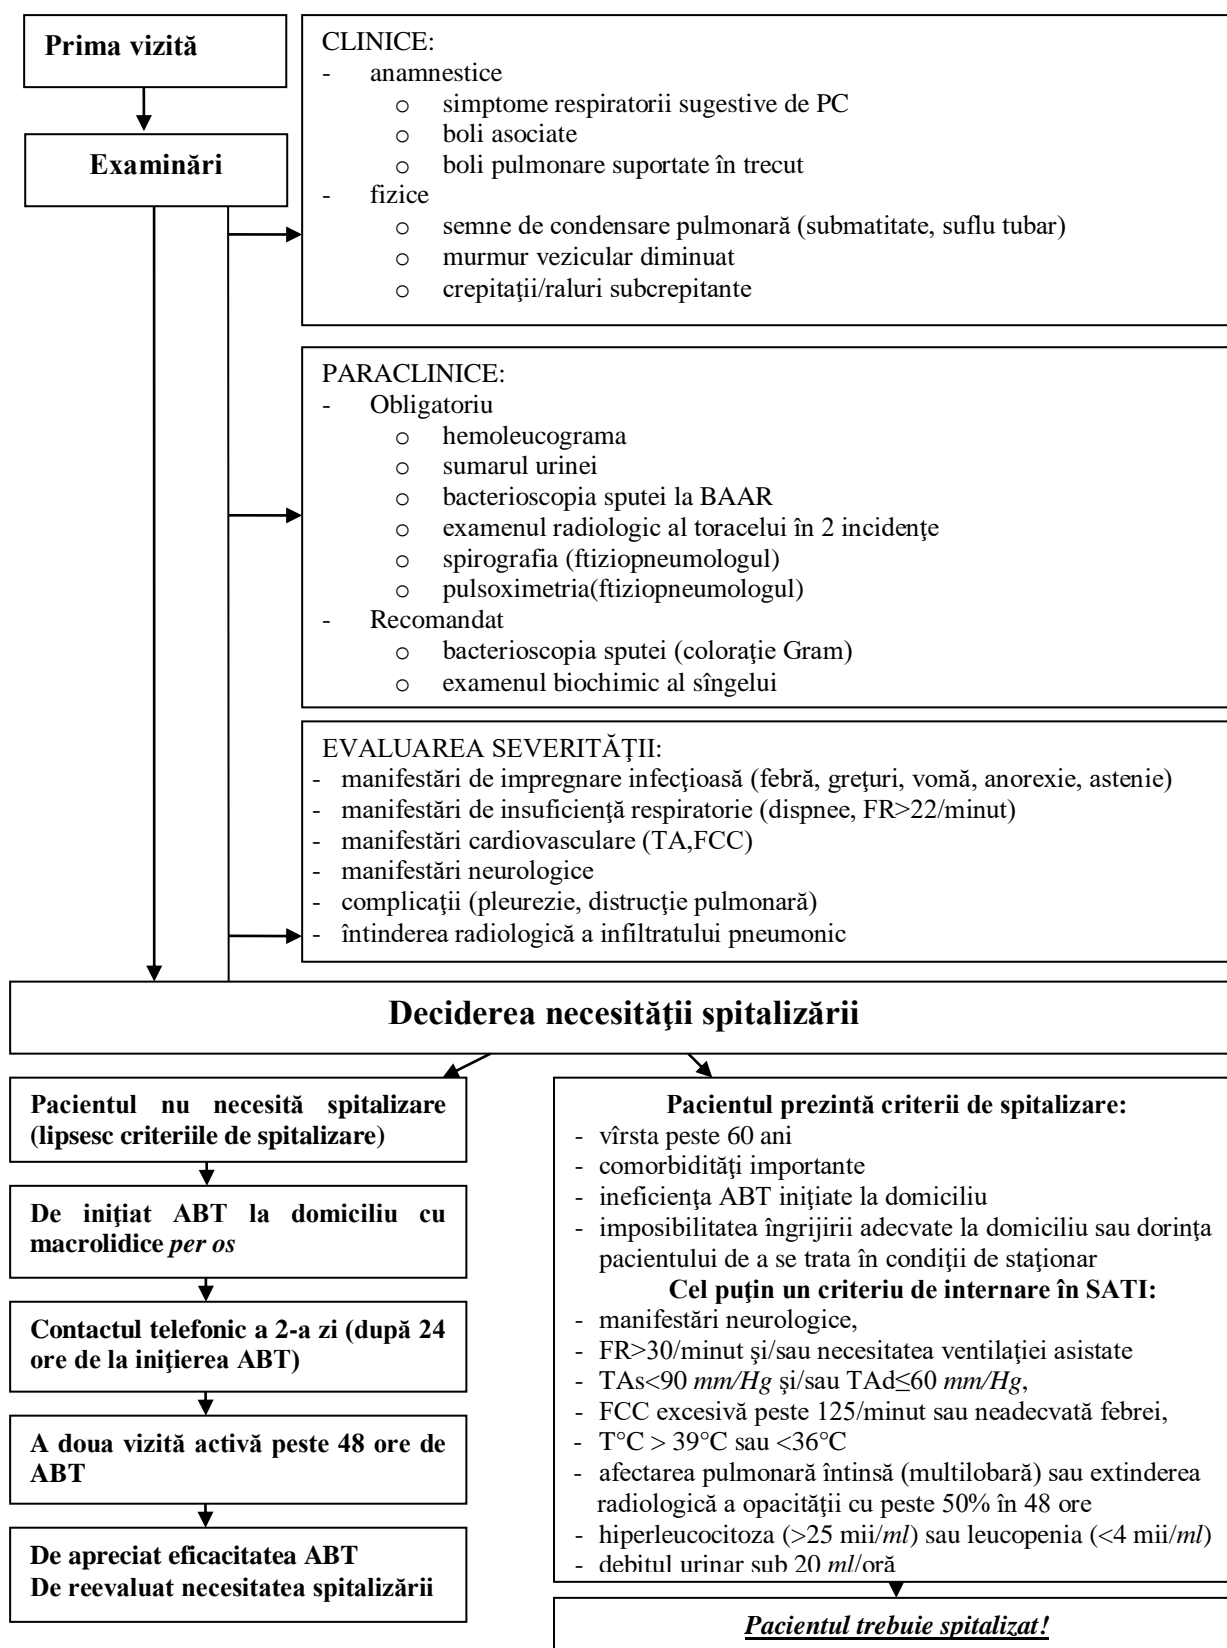 Prima vizită
Examinări
CLINICE:
- anamnestice
o simptome respiratorii sugestive de PC
o boli asociate
o boli pulmonare suportate în trecut
- fizice
o semne de condensare pulmonară (submatitate, suflu tubar)
o murmur vezicular diminuat
o crepitaţii/raluri subcrepitante
PARACLINICE:
- Obligatoriu
o hemoleucograma
o sumarul urinei
o bacterioscopia sputei la BAAR
o examenul radiologic al toracelui în 2 incidenţe
o spirografia (ftiziopneumologul)
o pulsoximetria(ftiziopneumologul)
- Recomandat
o bacterioscopia sputei (coloraţie Gram)
o examenul biochimic al sîngelui
EVALUAREA SEVERITĂŢII:
- manifestări de impregnare infecţioasă (febră, greţuri, vomă, anorexie, astenie)
- manifestări de insuficienţă respiratorie (dispnee, FR>22/minut)
- manifestări cardiovasculare (TA,FCC)
- manifestări neurologice
- complicaţii (pleurezie, distrucţie pulmonară)
- întinderea radiologică a infiltratului pneumonic
Deciderea necesităţii spitalizării
Pacientul nu necesită spitalizare
(lipsesc criteriile de spitalizare)
De iniţiat ABT la domiciliu cu
macrolidice per os
Contactul telefonic a 2-a zi (după 24
ore de la iniţierea ABT)
A doua vizită activă peste 48 ore de
ABT
De apreciat eficacitatea ABT
De reevaluat necesitatea spitalizării
Pacientul prezintă criterii de spitalizare:
- vîrsta peste 60 ani
- comorbidităţi importante
- ineficienţa ABT iniţiate la domiciliu
- imposibilitatea îngrijirii adecvate la domiciliu sau dorinţa
pacientului de a se trata în condiţii de staţionar
Cel puţin un criteriu de internare în SATI:
- manifestări neurologice,
- FR>30/minut şi/sau necesitatea ventilaţiei asistate
- TAs<90 mm/Hg şi/sau TAd≤60 mm/Hg,
- FCC excesivă peste 125/minut sau neadecvată febrei,
- T°C > 39°C sau <36°C
- afectarea pulmonară întinsă (multilobară) sau extinderea
radiologică a opacităţii cu peste 50% în 48 ore
- hiperleucocitoza (>25 mii/ml) sau leucopenia (<4 mii/ml)
- debitul urinar sub 20 ml/oră
Pacientul trebuie spitalizat!